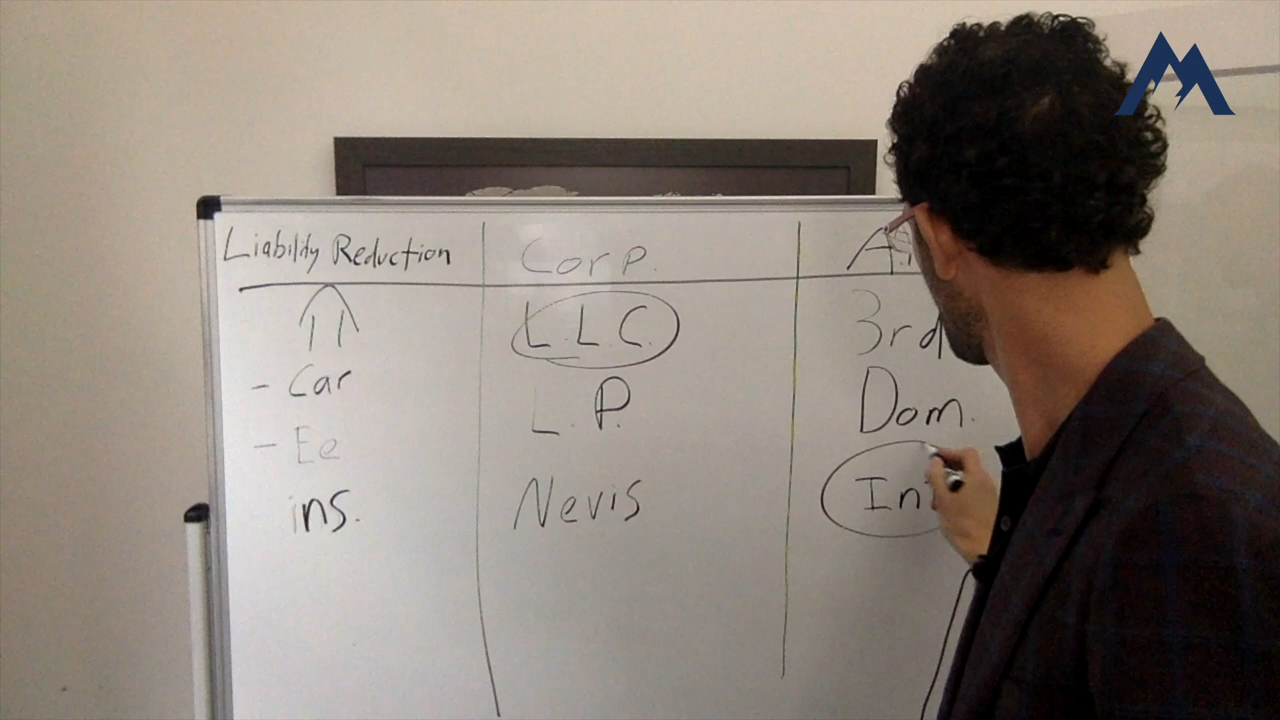 Liability Reduction
Corp.
L.L.C.
3rd
- Car
L.P.
Dom.
- Ee
ins.
Nevis